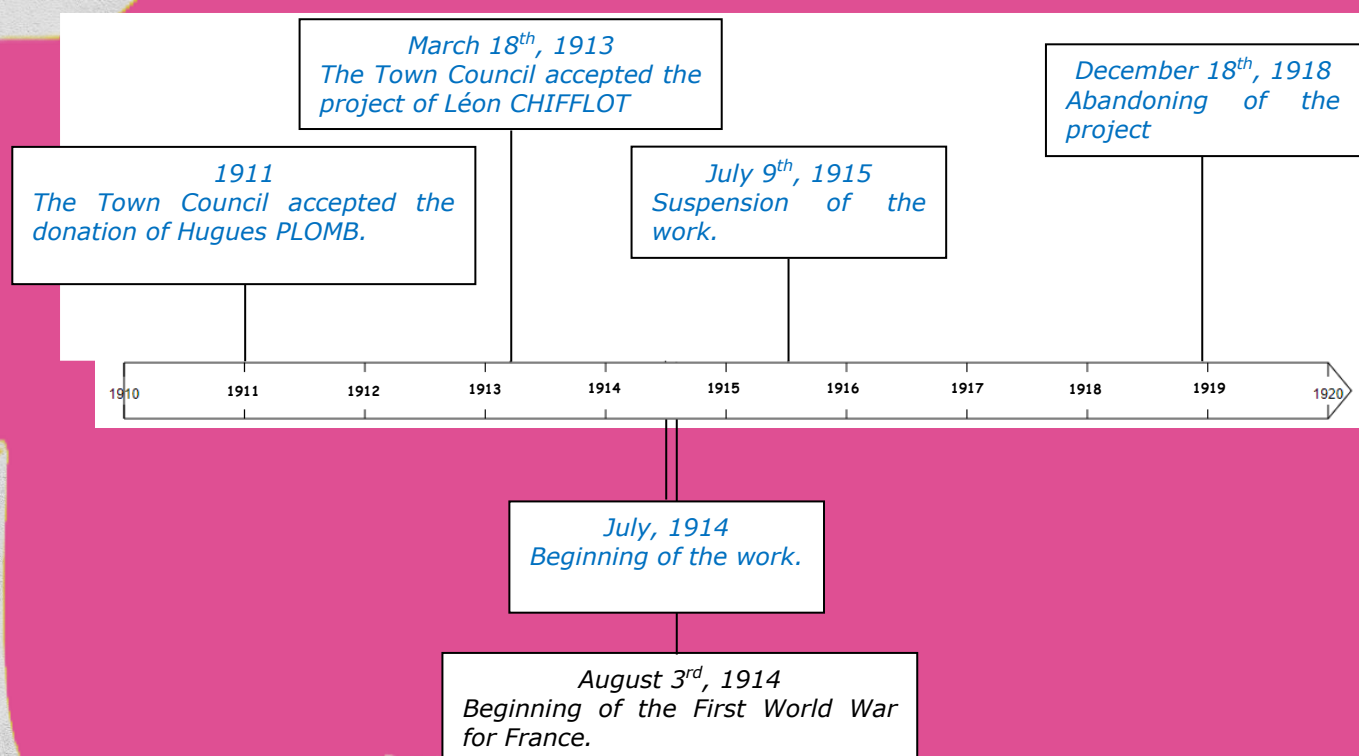 March 18th, 1913
The Town Council accepted the
project of Léon CHIFFLOT
December 18th, 1918
Abandoning of the
project
1911
The Town Council accepted the
donation of Hugues PLOMB.
July 9th, 1915
Suspension of the
work.
1910 1911 1912 1913 1914 1915 1916 1917 1918 1919 1920
July, 1914
Beginning of the work.
August 3rd, 1914
Beginning of the First World War
for France.